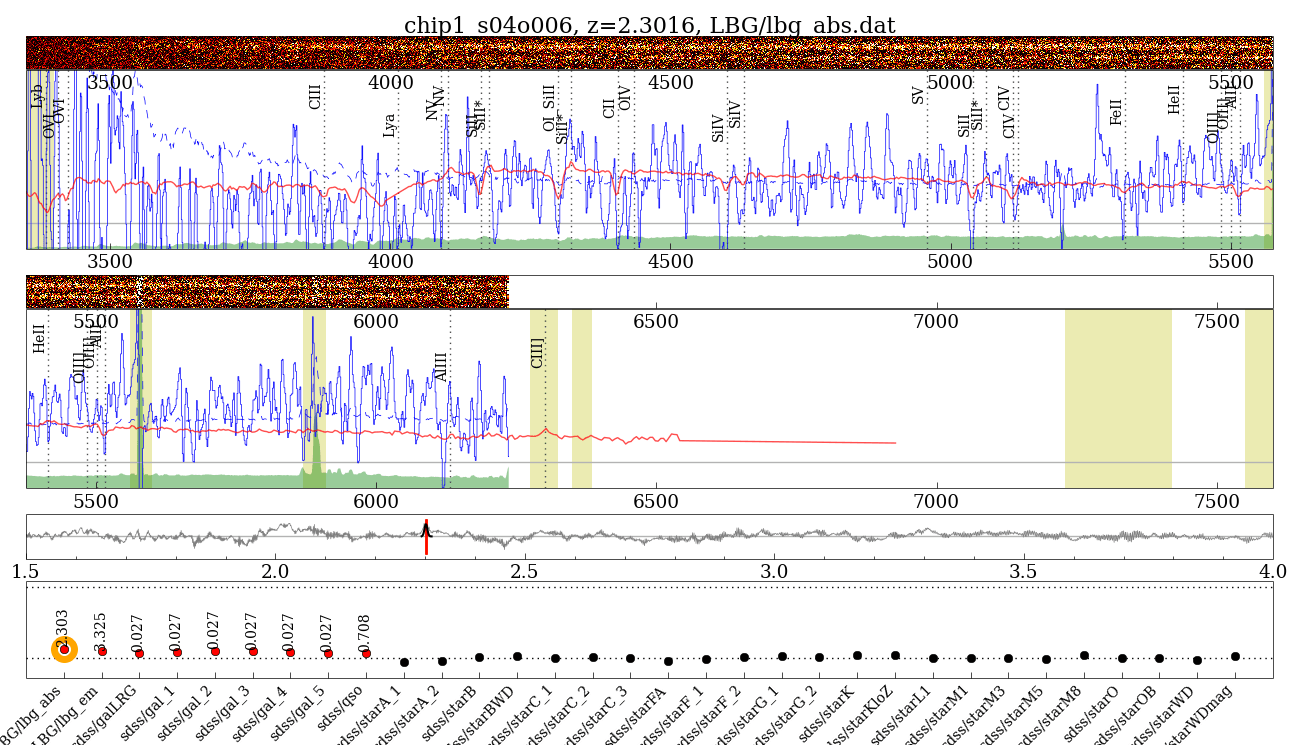 chip1_s04o006, z=2.3016, LBG/lbg_abs.dat
3500 4000 4500 5000 5500
Lyb OVI OVI CIII Lya NV NV SiII SiII* OI SiII SiII* CII OIV SiIV SiIV SV SiII SiII* CIV CIV FeII HeII OIII] OIII] AlII
3500 4000 4500 5000 5500
5500 6000 6500 7000 7500
HeII OIII] OIII] AlII AlIII CIII]
5500 6000 6500 7000 7500
1.5 2.0 2.5 3.0 3.5 4.0
2.303 3.325 0.027 0.027 0.027 0.027 0.027 0.027 0.708
BG/lbg_abs LBG/lbg_em sdss/galLRG sdss/gal_1 sdss/gal_2 sdss/gal_3 sdss/gal_4 sdss/gal_5 sdss/qso sdss/starA_1 sdss/starA_2 sdss/starB sdss/starBWD sdss/starC_1 sdss/starC_2 sdss/starC_3 sdss/starFA sdss/starF_1 sdss/starF_2 sdss/starG_1 sdss/starG_2 sdss/starK sdss/starKIoZ sdss/starL1 sdss/starM1 sdss/starM3 sdss/starM5 sdss/starM8 sdss/starO sdss/starOB sdss/starWD /starWDmag